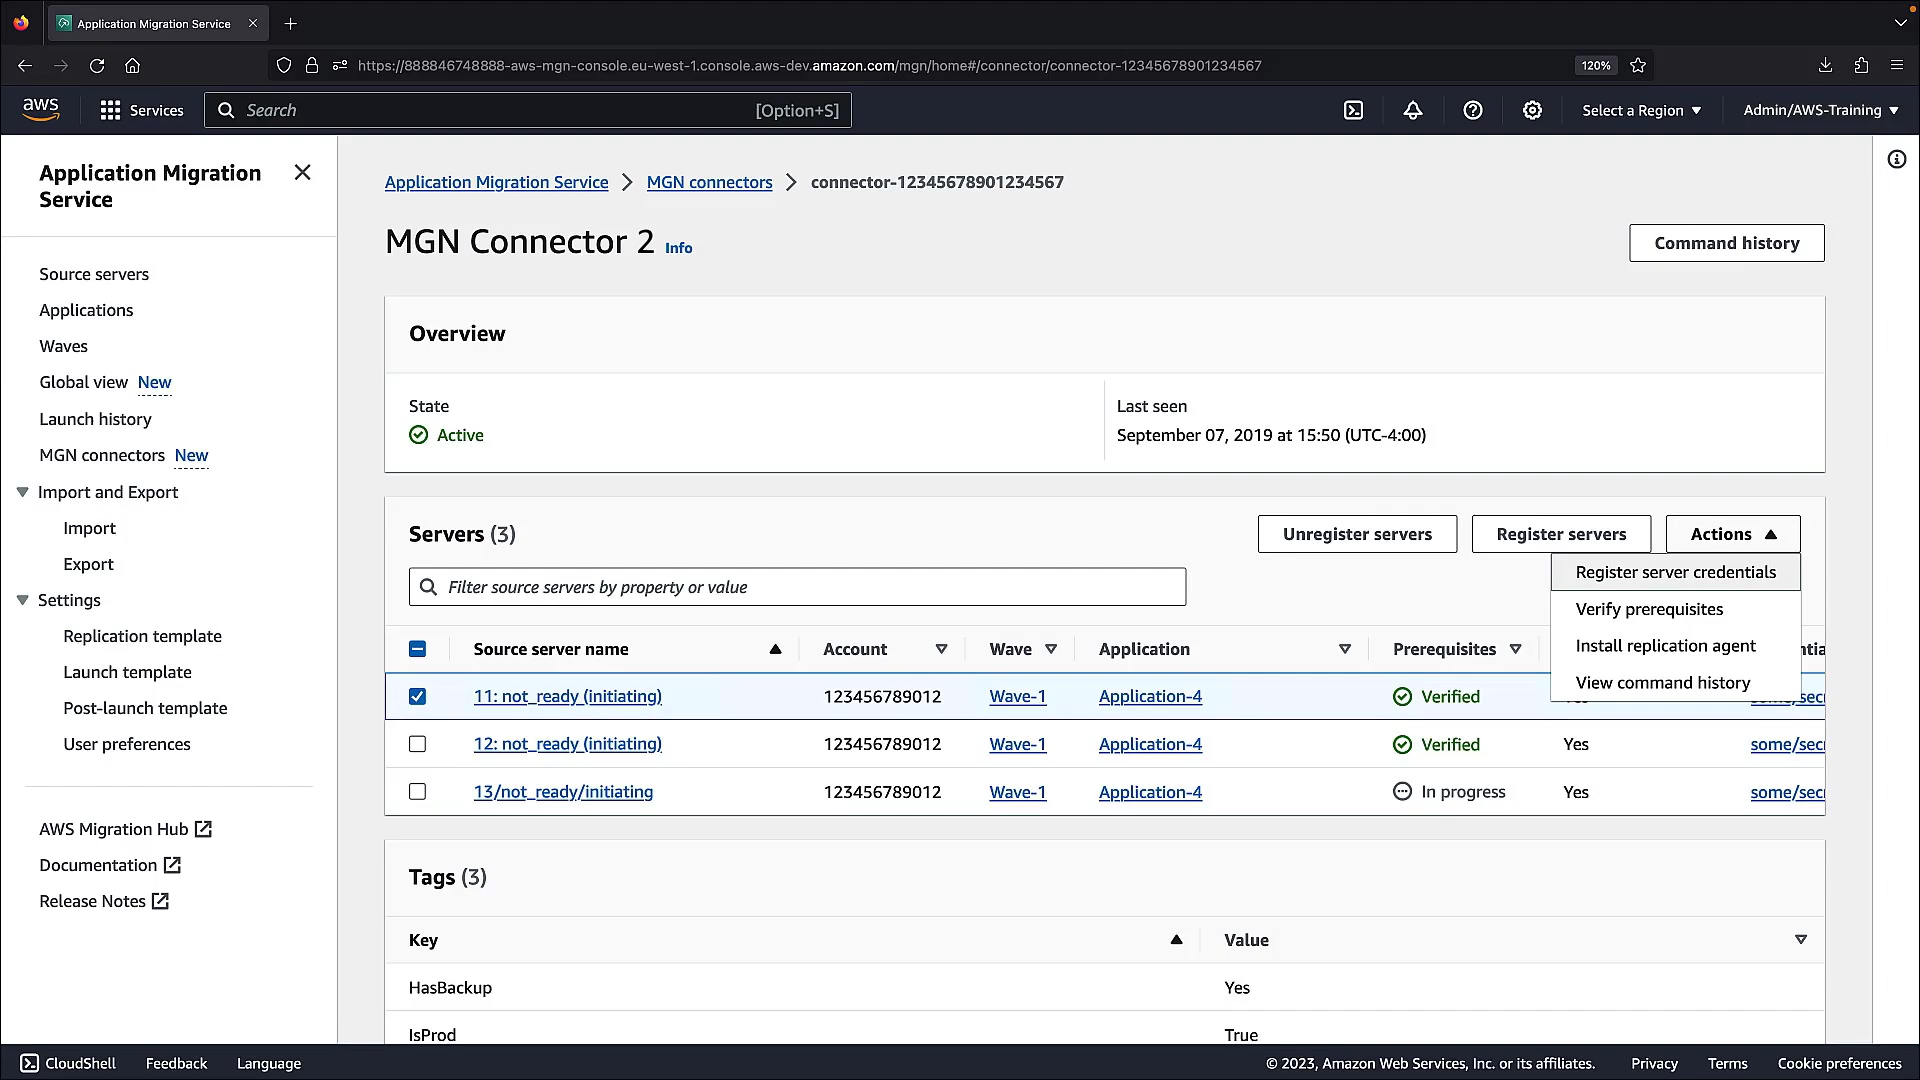 Application Migration Service
https://888846748888-aws-mgn-console.eu-west-1.console.aws-dev.amazon.com/mgn/home#/connector/connector-12345678901234567
120%
aws
Services
Search
[Option+S]
Select a Region
Admin/AWS-Training
Application Migration
Service
Source servers
Applications
Waves
Global view New
Launch history
MGN connectors New
Import and Export
Import
Export
Settings
Replication template
Launch template
Post-launch template
User preferences
AWS Migration Hub
Documentation
Release Notes
Application Migration Service > MGN connectors > connector-12345678901234567
MGN Connector 2 Info
Command history
Overview
State
Active
Last seen
September 07, 2019 at 15:50 (UTC-4:00)
Servers (3)
Unregister servers
Register servers
Actions
Register server credentials
Verify prerequisites
Install replication agent
View command history
Filter source servers by property or value
Source server name Account Wave Application Prerequisites
11: not_ready (initiating) 123456789012 Wave-1 Application-4 Verified Yes some/secr
12: not_ready (initiating) 123456789012 Wave-1 Application-4 Verified Yes some/secr
13/not_ready/initiating 123456789012 Wave-1 Application-4 In progress Yes some/secr
Tags (3)
Key Value
HasBackup Yes
IsProd True
CloudShell Feedback Language
© 2023, Amazon Web Services, Inc. or its affiliates. Privacy Terms Cookie preferences